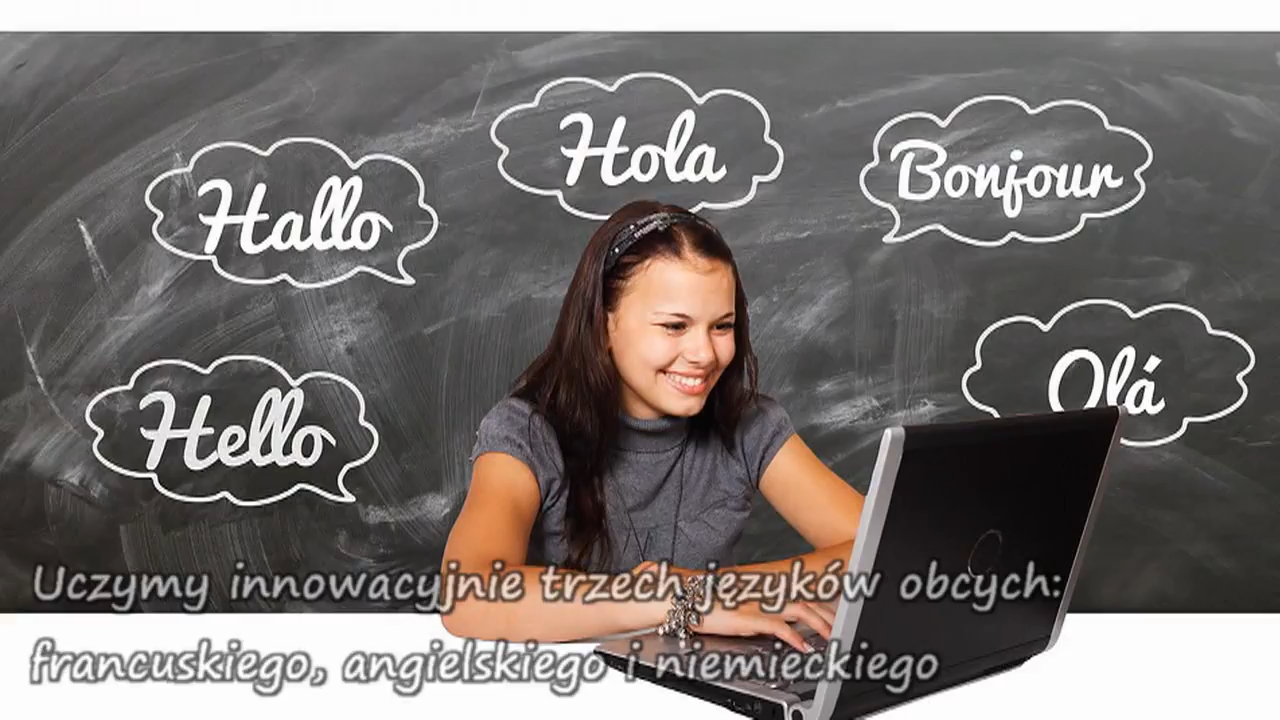 Hola
Bonjour
Hallo
Olá
Hello
Uczymy innowacyjnie trzech języków obcych:
francuskiego, angielskiego i niemieckiego